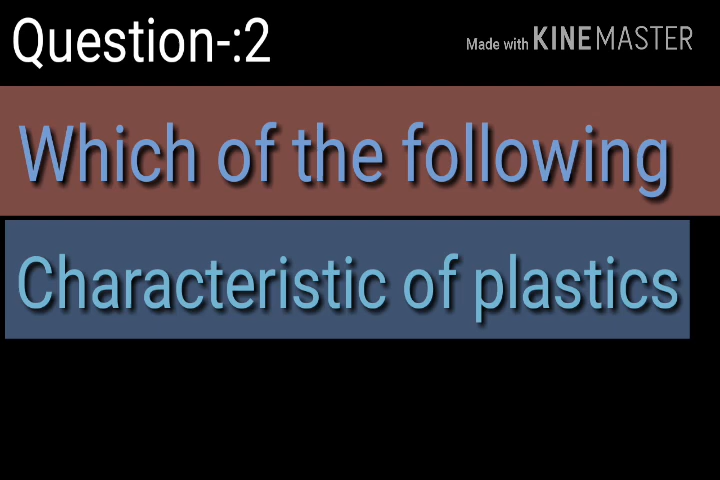 Question-:2
Made with KINEMASTER
Which of the following
Characteristic of plastics